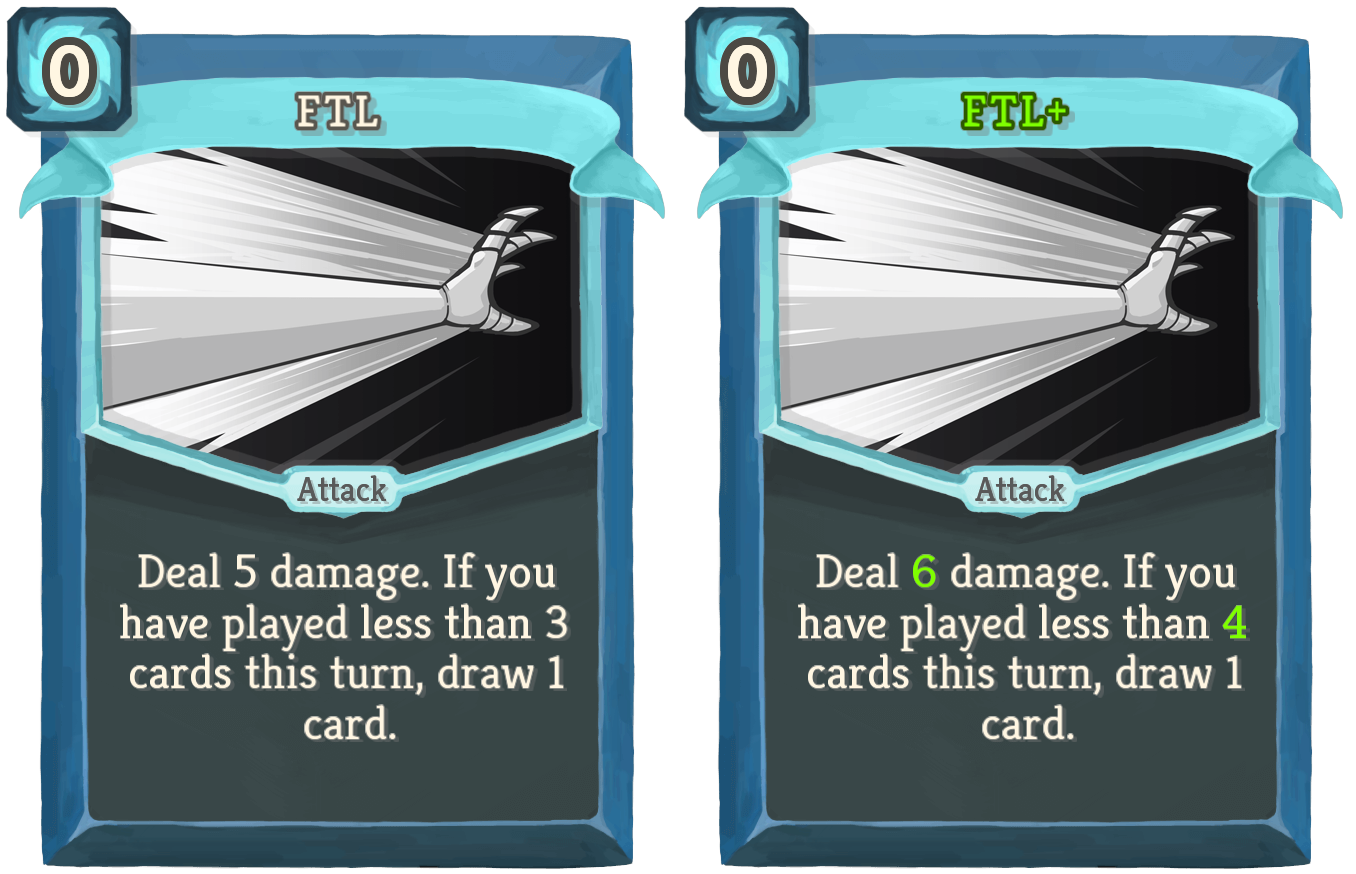 0
FTL
Attack
Deal 5 damage. If you
have played less than 3
cards this turn, draw 1
card.
0
FTL+
Attack
Deal 6 damage. If you
have played less than 4
cards this turn, draw 1
card.